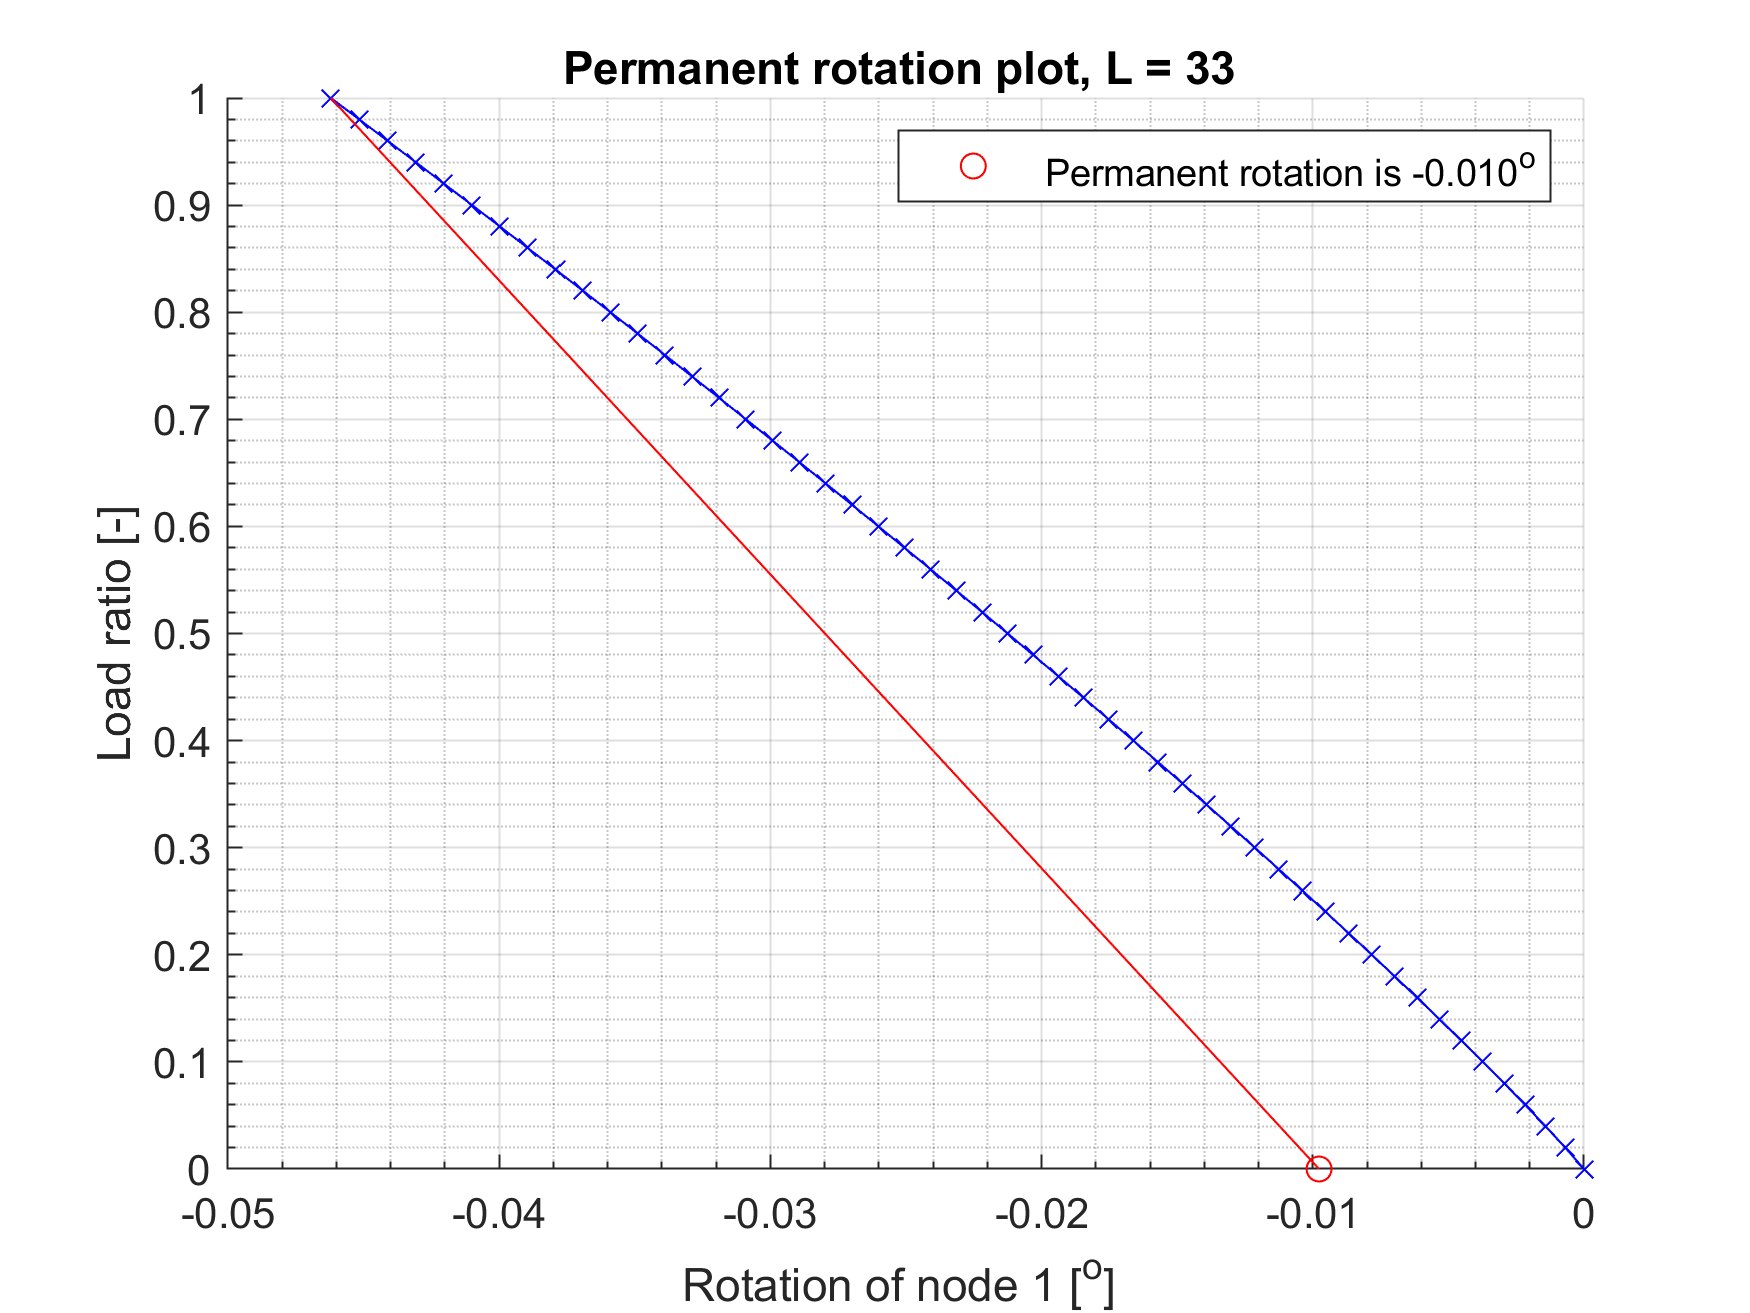 Permanent rotation plot, L = 33
Permanent rotation is -0.010º
Load ratio [-]
1
0.9
0.8
0.7
0.6
0.5
0.4
0.3
0.2
0.1
0
-0.05 -0.04 -0.03 -0.02 -0.01 0
Rotation of node 1 [º]